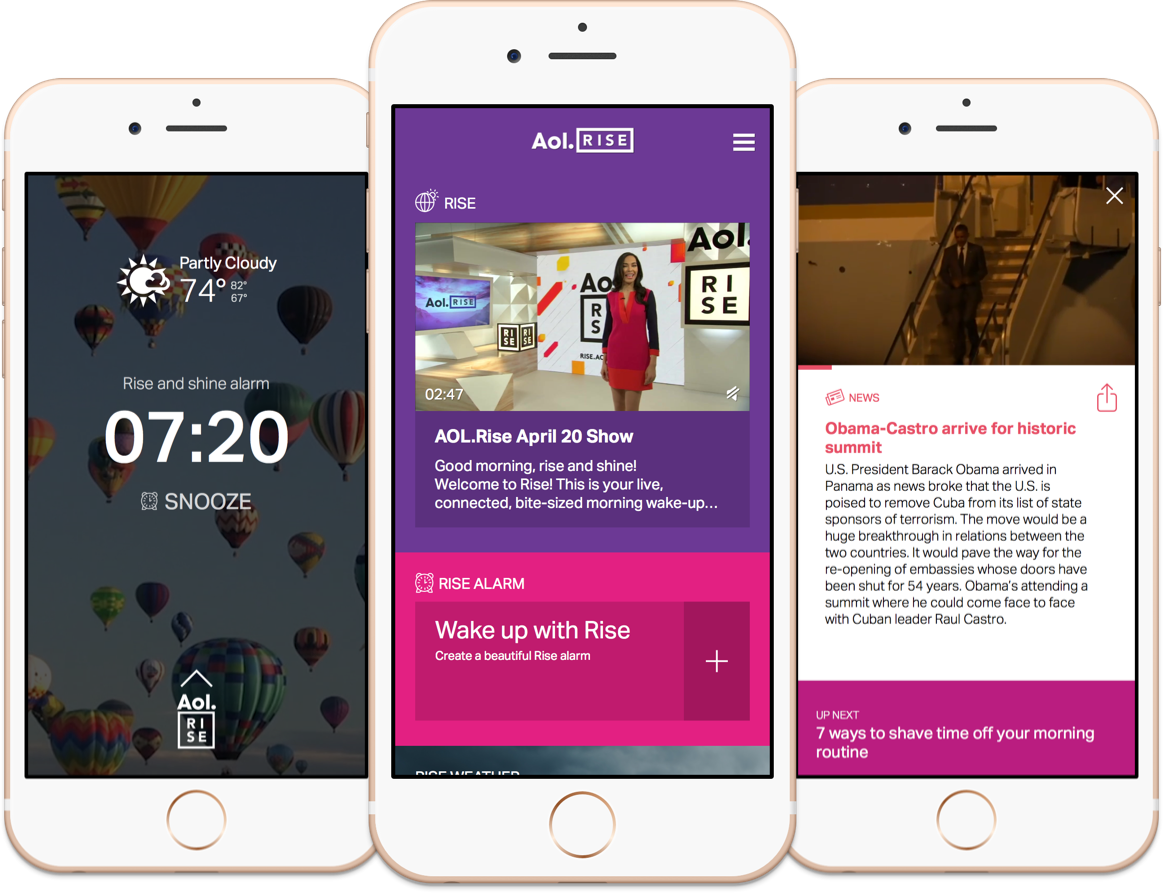 Partly Cloudy
74° 82°
67°
Rise and shine alarm
07:20
SNOOZE
Aol.
RI
SE
Aol. RISE
RISE
Aol.
RI
SE
Aol. RISE
Ao
R
S
RISE.AO
RI
SE
RI
SE
02:47
AOL.Rise April 20 Show
Good morning, rise and shine!
Welcome to Rise! This is your live,
connected, bite-sized morning wake-up...
RISE ALARM
Wake up with Rise
Create a beautiful Rise alarm
RISE WEATHER
NEWS
Obama-Castro arrive for historic
summit
U.S. President Barack Obama arrived in
Panama as news broke that the U.S. is
poised to remove Cuba from its list of state
sponsors of terrorism. The move would be a
huge breakthrough in relations between the
two countries. It would pave the way for the
re-opening of embassies whose doors have
been shut for 54 years. Obama's attending a
summit where he could come face to face
with Cuban leader Raul Castro.
UP NEXT
7 ways to shave time off your morning
routine